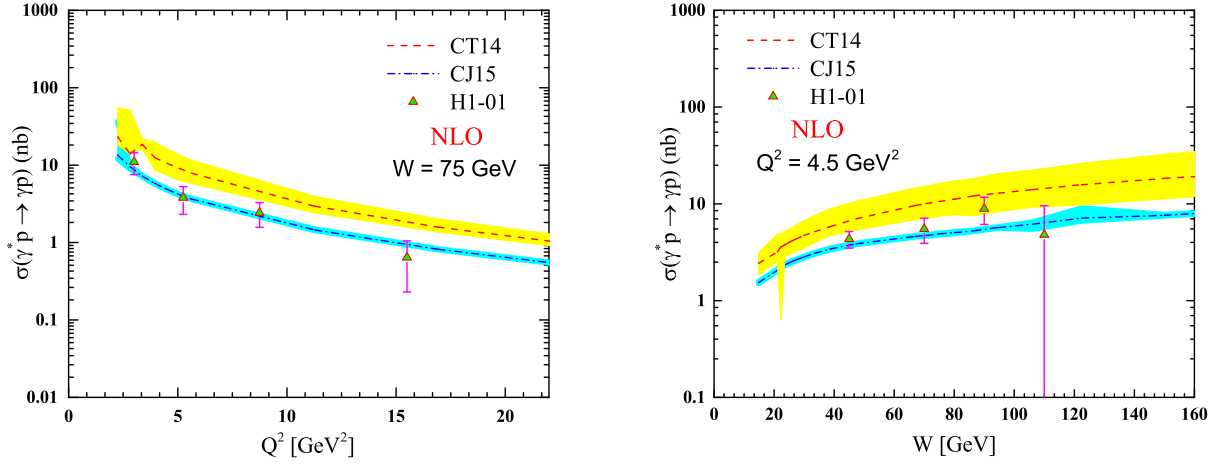 1000
100
10
1
0.1
0.01
σ(γ* p → γp) (nb)
CT14
CJ15
H1-01
NLO
W = 75 GeV
0 5 10 15 20
Q² [GeV²]
1000
100
10
1
0.1
σ(γ* p → γp) (nb)
CT14
CJ15
H1-01
NLO
Q² = 4.5 GeV²
0 20 40 60 80 100 120 140 160
W [GeV]